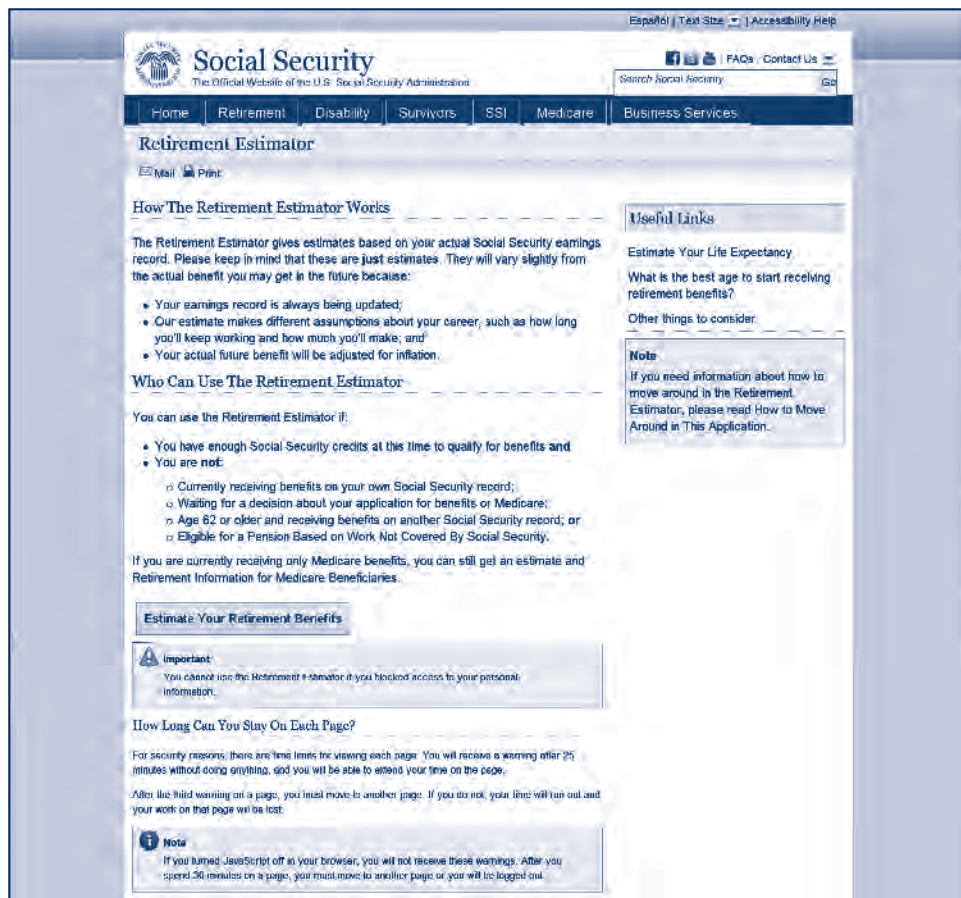 Español | Text Size | Accessibility Help
Social Security
The Official Website of the U.S. Social Security Administration
FAQs Contact Us
Search Social Security Go
Home Retirement Disability Survivors SSI Medicare Business Services
Retirement Estimator
Mail Print
How The Retirement Estimator Works
The Retirement Estimator gives estimates based on your actual Social Security earnings
record. Please keep in mind that these are just estimates. They will vary slightly from
the actual benefit you may get in the future because:
• Your earnings record is always being updated;
• Our estimate makes different assumptions about your career, such as how long
you'll keep working and how much you'll make; and
• Your actual future benefit will be adjusted for inflation.
Who Can Use The Retirement Estimator
You can use the Retirement Estimator if:
• You have enough Social Security credits at this time to qualify for benefits and
• You are not:
○ Currently receiving benefits on your own Social Security record;
○ Waiting for a decision about your application for benefits or Medicare;
○ Age 62 or older and receiving benefits on another Social Security record; or
○ Eligible for a Pension Based on Work Not Covered By Social Security.
If you are currently receiving only Medicare benefits, you can still get an estimate and
Retirement Information for Medicare Beneficiaries.
Estimate Your Retirement Benefits
Important
You cannot use the Retirement Estimator if you blocked access to your personal
information.
How Long Can You Stay On Each Page?
For security reasons, there are time limits for viewing each page. You will receive a warning after 25
minutes without doing anything, and you will be able to extend your time on the page.
After the third warning on a page, you must move to another page. If you do not, your time will run out and
your work on that page will be lost.
Note
If you turned JavaScript off in your browser, you will not receive these warnings. After you
spend 30 minutes on a page, you must move to another page or you will be logged out.
Useful Links
Estimate Your Life Expectancy
What is the best age to start receiving
retirement benefits?
Other things to consider
Note
If you need information about how to
move around in the Retirement
Estimator, please read How to Move
Around in This Application.